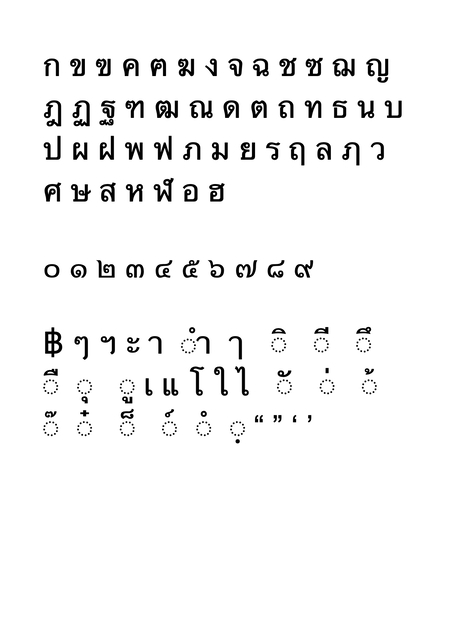 ก ข ฃ ค ฅ ฆ ง จ ฉ ช ซ ฌ ญ
ฎ ฏ ฐ ฑ ฒ ณ ด ต ถ ท ธ น บ
ป ผ ฝ พ ฟ ภ ม ย ร ฤ ล ฦ ว
ศ ษ ส ห ฬ อ ฮ
๐ ๑ ๒ ๓ ๔ ๕ ๖ ๗ ๘ ๙
฿ ๆ ฯ ะ า ◌ำ ๅ ◌ิ ◌ี ◌ึ
◌ื ◌ุ ◌ู เ แ โ ใ ไ ◌ั ◌่ ◌้
◌๊ ◌๋ ◌็ ◌์ ◌ํ ◌ฺ “ ” ‘ ’